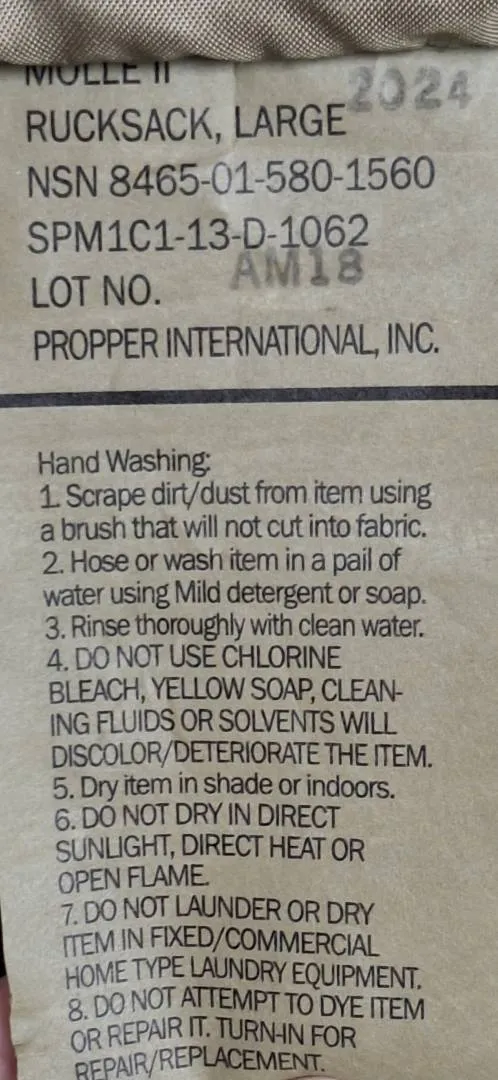 MOLLE II
2024
RUCKSACK, LARGE
NSN 8465-01-580-1560
SPM1C1-13-D-1062
AM18
LOT NO.
PROPPER INTERNATIONAL, INC.
Hand Washing:
1. Scrape dirt/dust from item using
a brush that will not cut into fabric.
2. Hose or wash item in a pail of
water using Mild detergent or soap.
3. Rinse thoroughly with clean water.
4. DO NOT USE CHLORINE
BLEACH, YELLOW SOAP, CLEAN-
ING FLUIDS OR SOLVENTS WILL
DISCOLOR/DETERIORATE THE ITEM.
5. Dry item in shade or indoors.
6. DO NOT DRY IN DIRECT
SUNLIGHT, DIRECT HEAT OR
OPEN FLAME.
7. DO NOT LAUNDER OR DRY
ITEM IN FIXED/COMMERCIAL
HOME TYPE LAUNDRY EQUIPMENT.
8. DO NOT ATTEMPT TO DYE ITEM
OR REPAIR IT. TURN-IN FOR
REPAIR/REPLACEMENT.